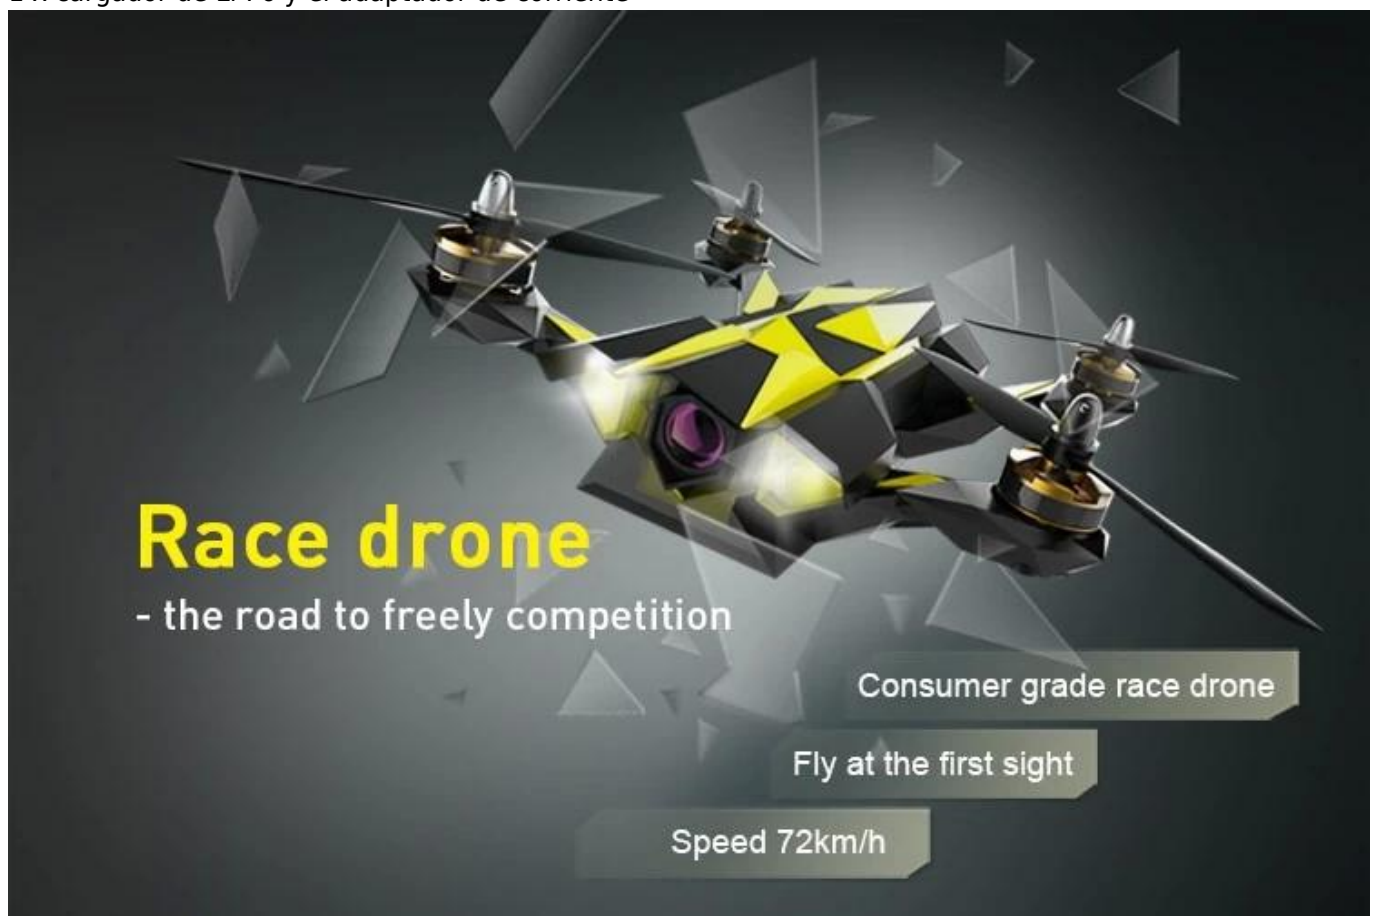 Race drone
- the road to freely competition
Consumer grade race drone
Fly at the first sight
Speed 72km/h